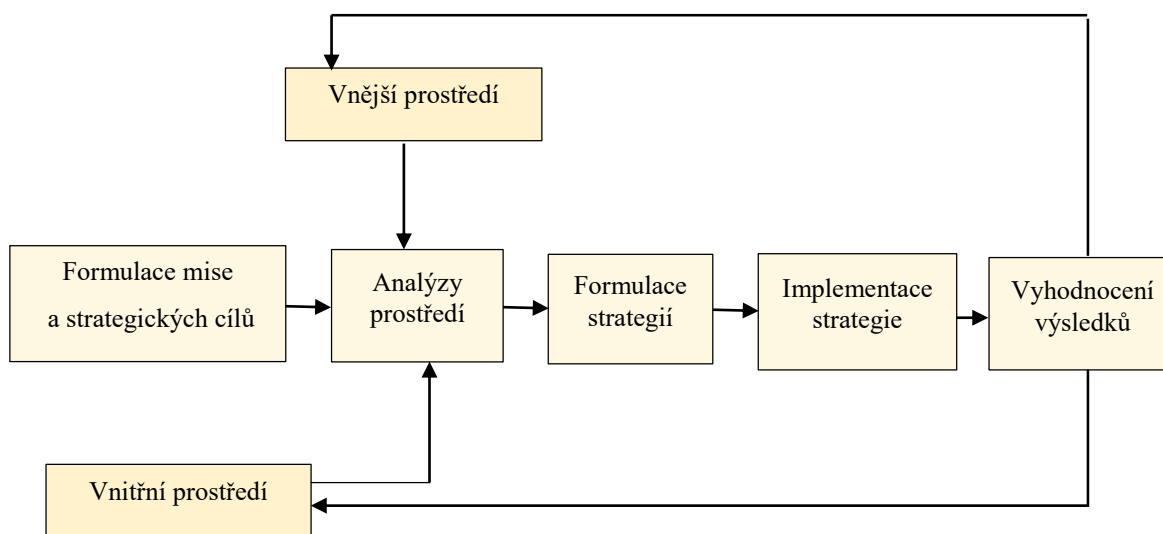 Vnější prostředí
Formulace mise
a strategických cílů
Analýzy
prostředí
Formulace
strategií
Implementace
strategie
Vyhodnocení
výsledků
Vnitřní prostředí